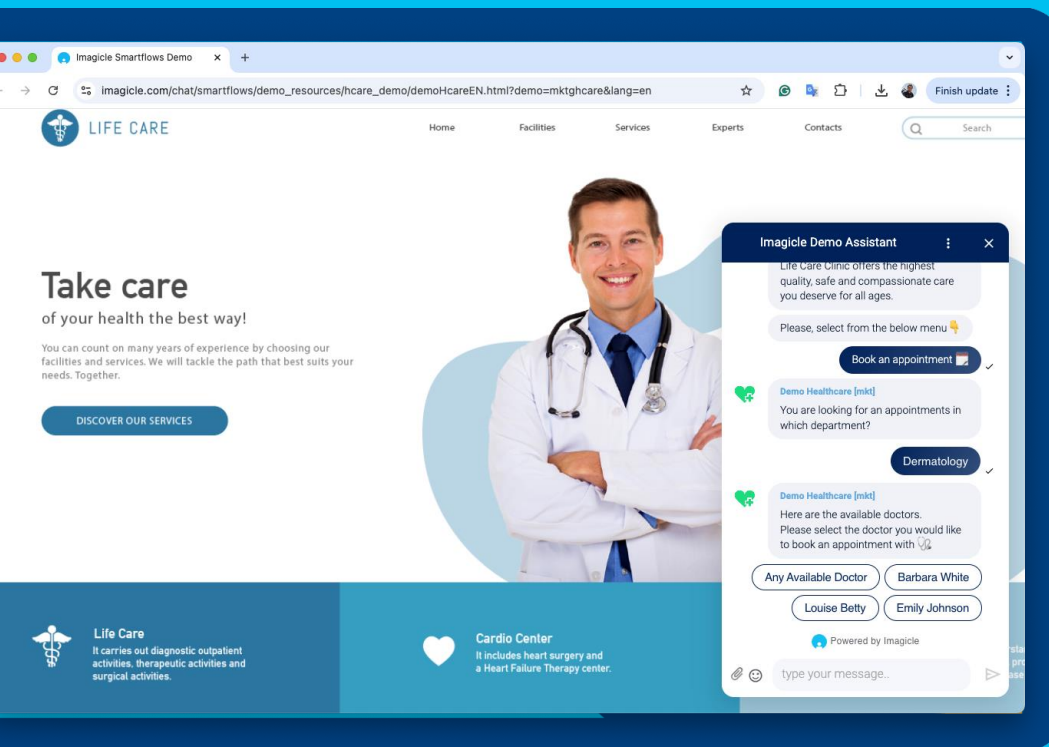 Imagicle Smartflows Demo
imagicle.com/chat/smartflows/demo_resources/hcare_demo/demoHcareEN.html?demo=mktghcare&lang=en
Finish update
LIFE CARE
Home
Facilities
Services
Experts
Contacts
Search
Take care
of your health the best way!
You can count on many years of experience by choosing our
facilities and services. We will tackle the path that best suits your
needs. Together.
DISCOVER OUR SERVICES
Imagicle Demo Assistant
Life Care Clinic offers the highest
quality, safe and compassionate care
you deserve for all ages.
Please, select from the below menu 👇
Book an appointment 🗓️
Demo Healthcare [mkt]
You are looking for an appointments in
which department?
Dermatology
Demo Healthcare [mkt]
Here are the available doctors.
Please select the doctor you would like
to book an appointment with 🩺
Any Available Doctor
Barbara White
Louise Betty
Emily Johnson
Powered by Imagicle
type your message..
Life Care
It carries out diagnostic outpatient
activities, therapeutic activities and
surgical activities.
Cardio Center
It includes heart surgery and
a Heart Failure Therapy center.